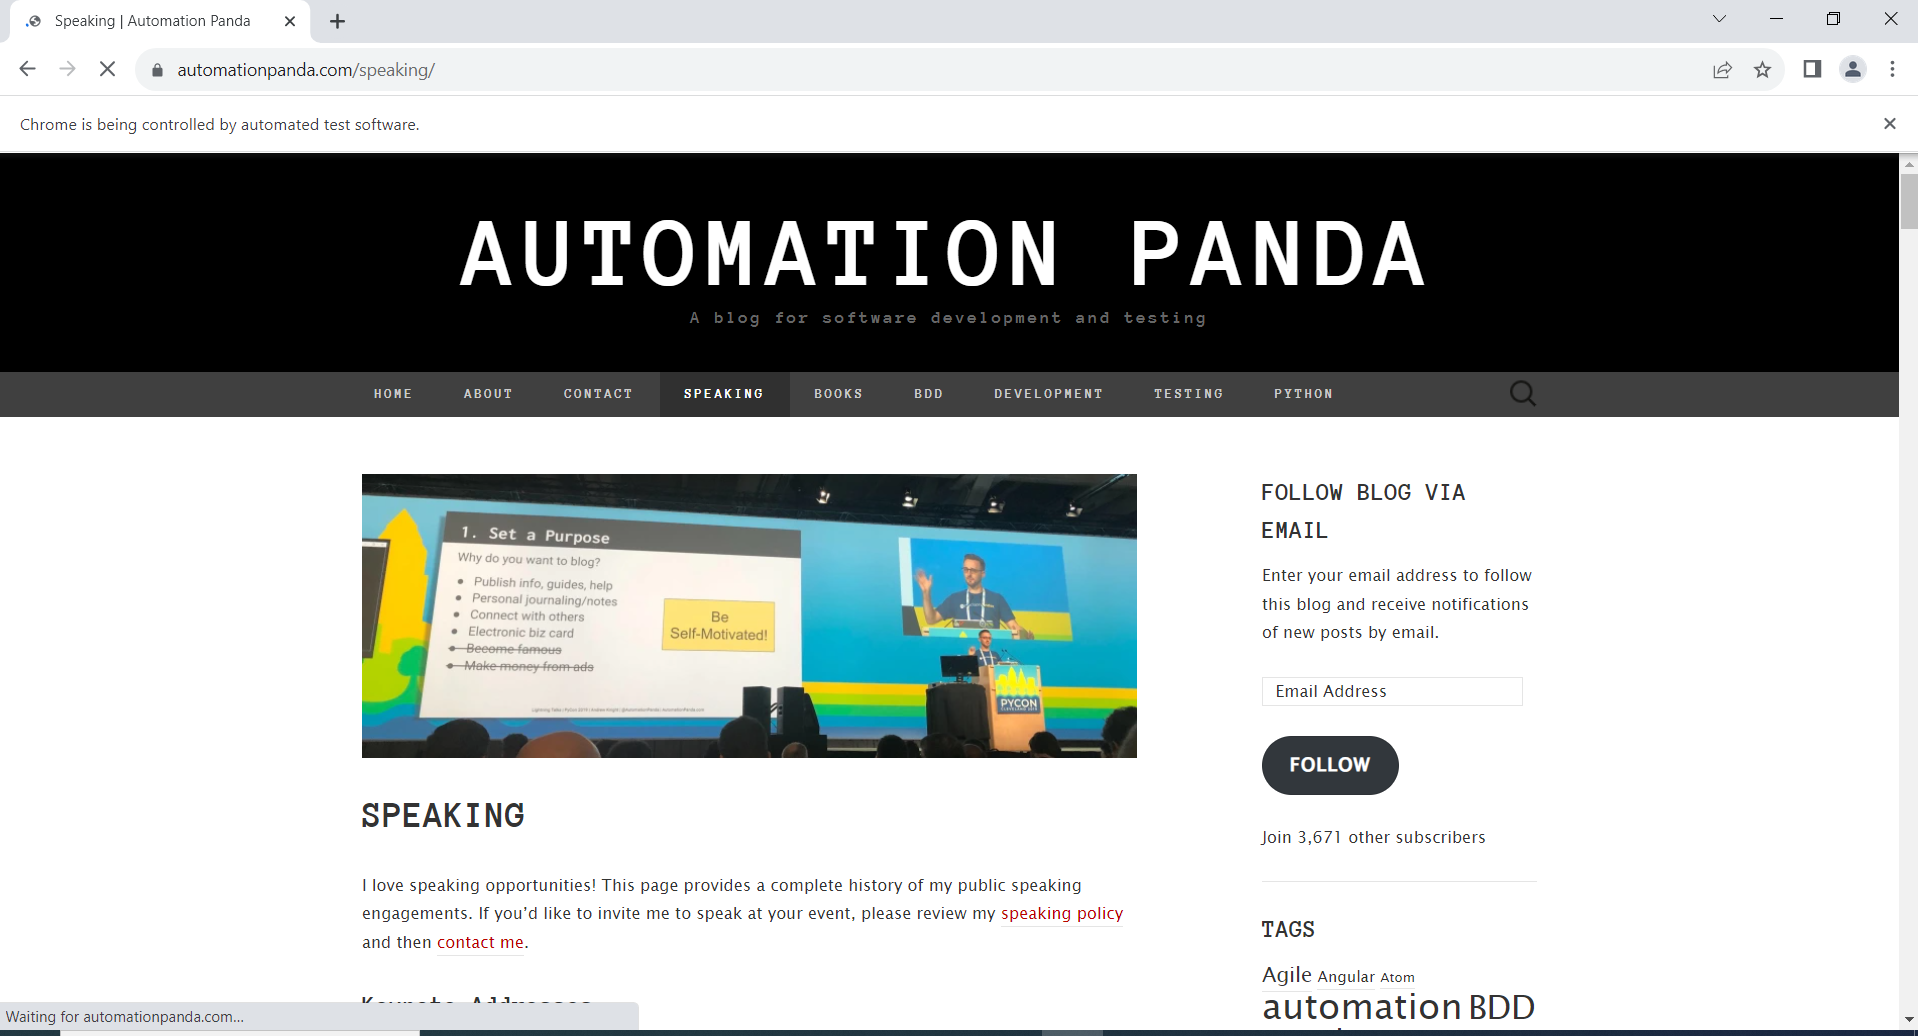 Speaking | Automation Panda
automationpanda.com/speaking/
Chrome is being controlled by automated test software.
AUTOMATION PANDA
A blog for software development and testing
HOME ABOUT CONTACT SPEAKING BOOKS BDD DEVELOPMENT TESTING PYTHON
1. Set a Purpose
Why do you want to blog?
Publish info, guides, help
Personal journaling/notes
Connect with others
Electronic biz card
Become famous
Make money from ads
Be
Self-Motivated!
PYCON
SPEAKING
I love speaking opportunities! This page provides a complete history of my public speaking
engagements. If you’d like to invite me to speak at your event, please review my speaking policy
and then contact me.
Keynote Addresses
FOLLOW BLOG VIA
EMAIL
Enter your email address to follow
this blog and receive notifications
of new posts by email.
Email Address
FOLLOW
Join 3,671 other subscribers
TAGS
Agile Angular Atom
automation BDD
Waiting for automationpanda.com...